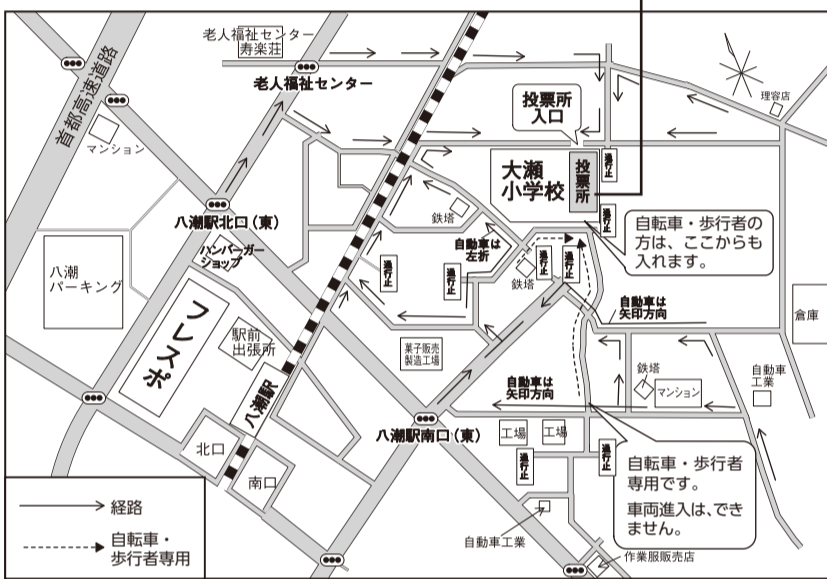 老人福祉センター
寿楽荘
老人福祉センター
首都高速道路
マンション
投票所
入口
理容店
大瀬
小学校
投票所
通行止
八潮駅北口(東)
鉄塔
通行止
自転車・歩行者の
方は、ここからも
入れます。
ハンバーガー
ショップ
自動車は
左折
八潮
パーキング
通行止
通行止
鉄塔
通行止
通行止
自動車は
矢印方向
倉庫
フレスポ
駅前
出張所
菓子販売
製造工場
鉄塔
マンション
自動車
工業
自動車は
矢印方向
八潮駅
八潮駅南口(東)
工場
工場
北口
南口
通行止
通行止
自転車・歩行者
専用です。
車両進入は、でき
ません。
経路
自転車・
歩行者専用
自動車工業
作業服販売店